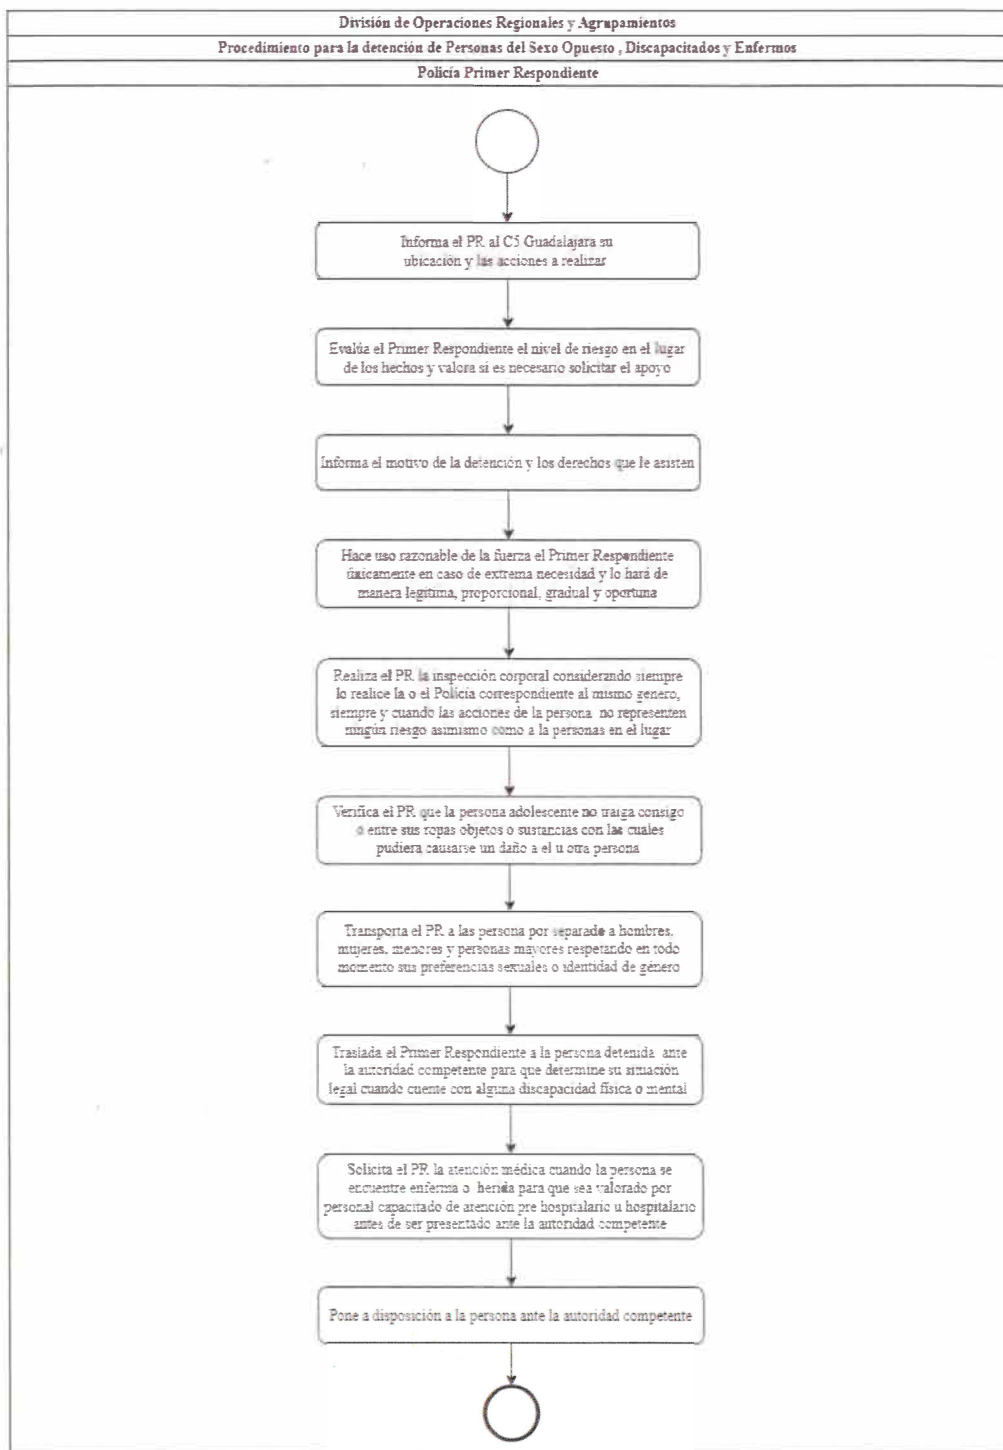 División de Operaciones Regionales y Agrupamientos
Procedimiento para la detención de Personas del Sexo Opuesto , Discapacitados y Enfermos
Policía Primer Respondiente
Informa el PR al C5 Guadalajara su
ubicación y las acciones a realizar
Evalúa el Primer Respondiente el nivel de riesgo en el lugar
de los hechos y valora si es necesario solicitar el apoyo
Informa el motivo de la detención y los derechos que le asisten
Hace uso razonable de la fuerza el Primer Respondiente
únicamente en caso de extrema necesidad y lo hará de
manera legítima, proporcional, gradual y oportuna
Realiza el PR la inspección corporal considerando siempre
lo realice la o el Policía correspondiente al mismo genero,
siempre y cuando las acciones de la persona no representen
ningún riesgo asimismo como a la personas en el lugar
Verifica el PR que la persona adolescente no traiga consigo
o entre sus ropas objetos o sustancias con las cuales
pudiera causarse un daño a el u otra persona
Transporta el PR a las persona por separado a hombres,
mujeres, menores y personas mayores respetando en todo
momento sus preferencias sexuales o identidad de género
Traslada el Primer Respondiente a la persona detenida ante
la autoridad competente para que determine su situación
legal cuando cuente con alguna discapacidad física o mental
Solicita el PR la atención médica cuando la persona se
encuentre enferma o herida para que sea valorado por
personal capacitado de atención pre hospitalario u hospitalario
antes de ser presentado ante la autoridad competente
Pone a disposición a la persona ante la autoridad competente